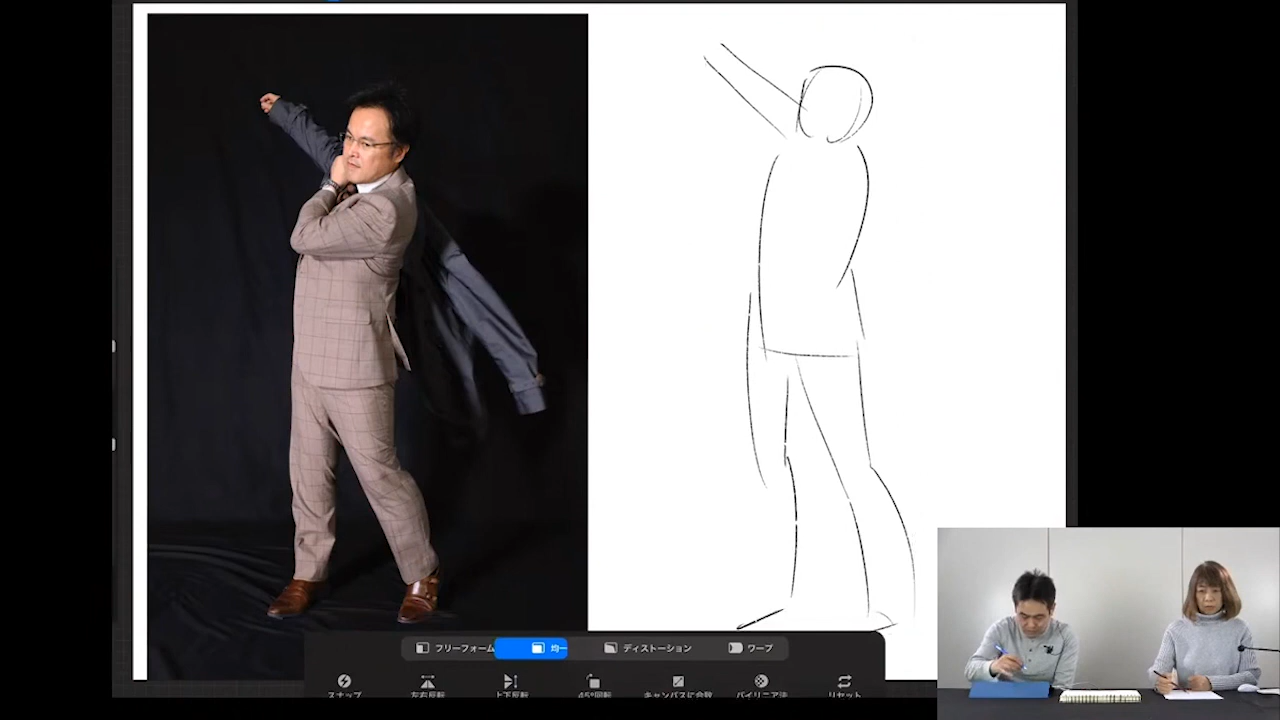 フリーフォーム 均一 ディストーション ワープ
スナップ 左右反転 上下反転 45°回転 キャンバスに合致 バイリニア法 リセット